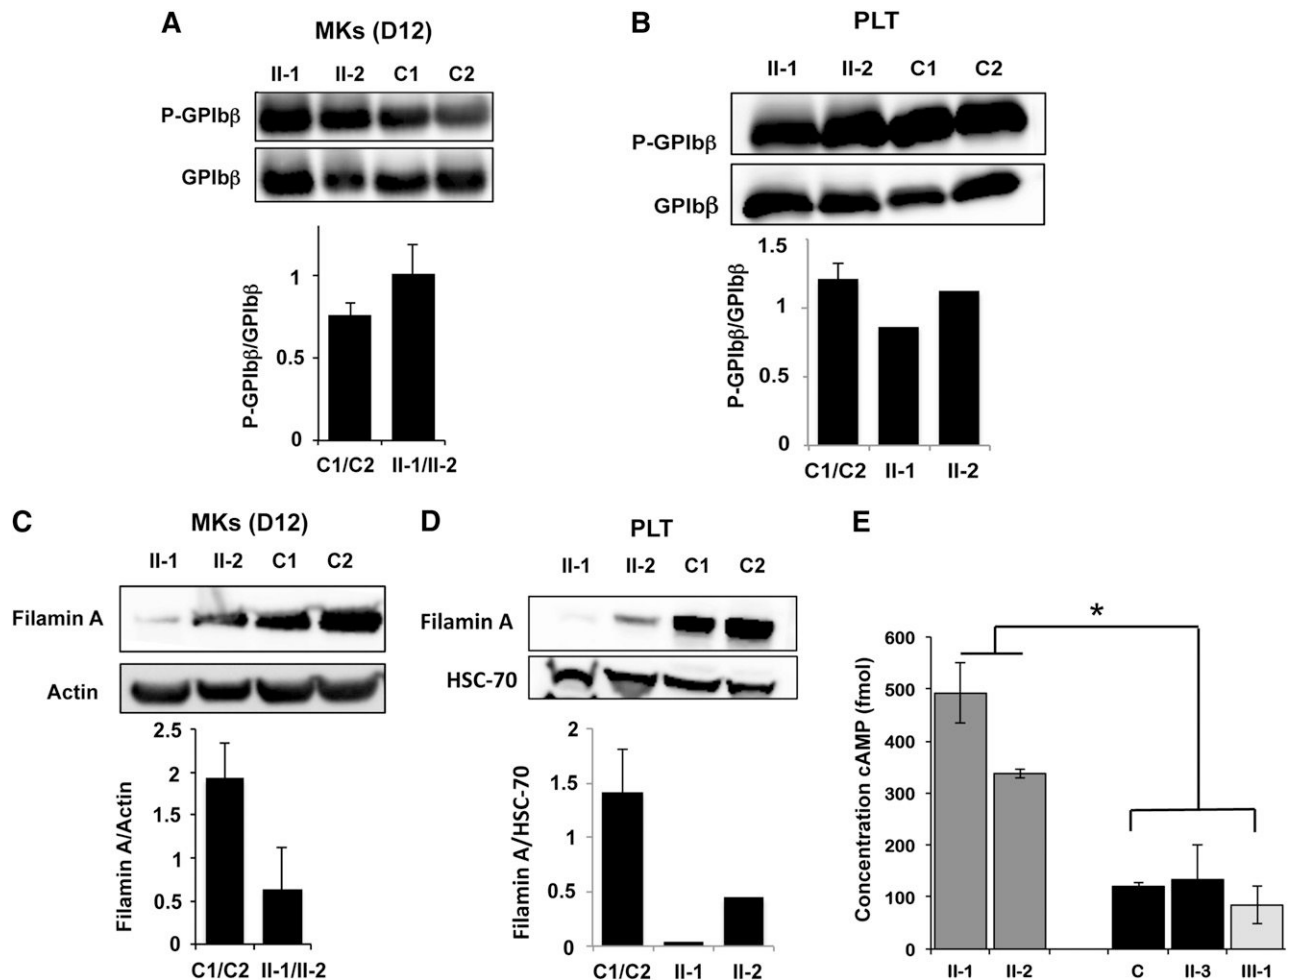 A
MKs (D12)
II-1 II-2 C1 C2
P-GPIbβ
GPIbβ
P-GPIbβ/GPIbβ
1
0.5
0
C1/C2 II-1/II-2
B
PLT
II-1 II-2 C1 C2
P-GPIbβ
GPIbβ
P-GPIbβ/GPIbβ
1.5
1
0.5
0
C1/C2 II-1 II-2
C
MKs (D12)
II-1 II-2 C1 C2
Filamin A
Actin
Filamin A/Actin
2.5
2
1.5
1
0.5
0
C1/C2 II-1/II-2
D
PLT
II-1 II-2 C1 C2
Filamin A
HSC-70
Filamin A/HSC-70
2
1.5
1
0.5
0
C1/C2 II-1 II-2
E
*
Concentration cAMP (fmol)
600
500
400
300
200
100
0
II-1 II-2 C II-3 III-1